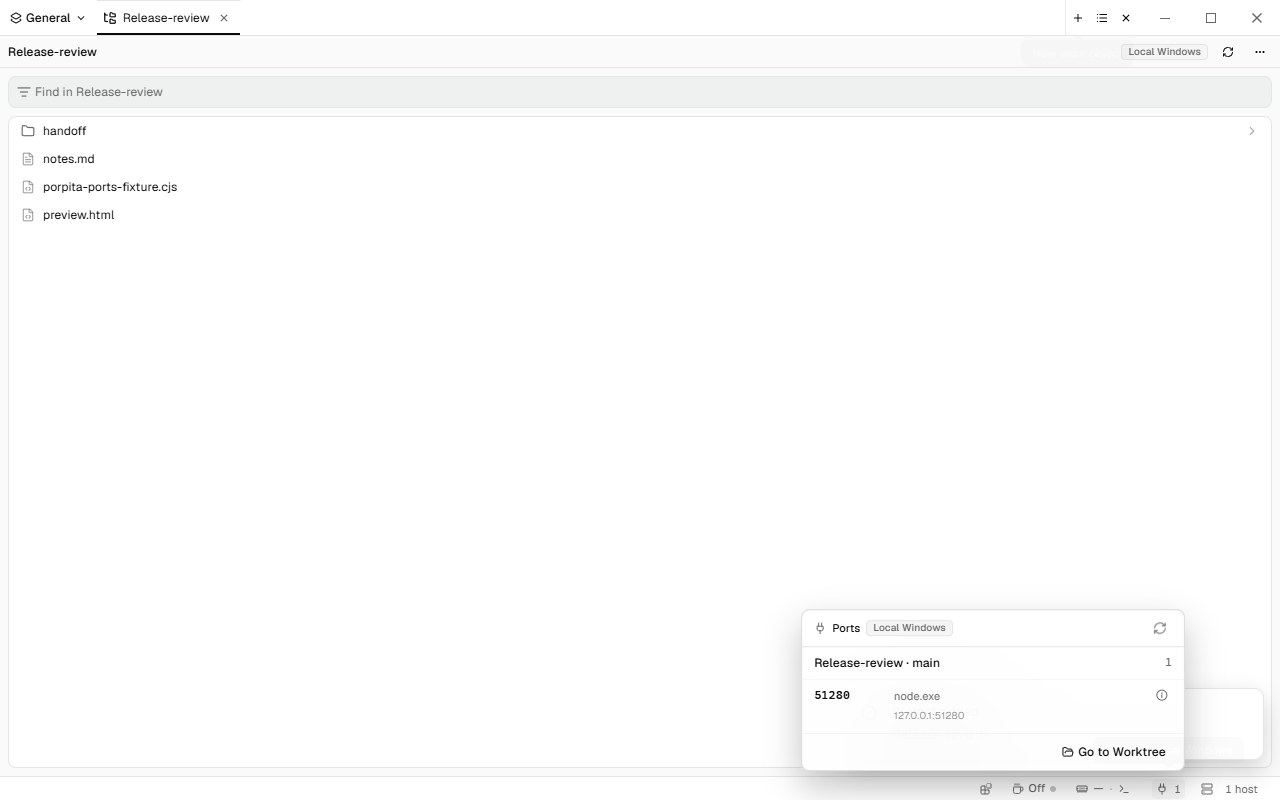 General
Release-review
Release-review
Local Windows
Find in Release-review
handoff
notes.md
porpita-ports-fixture.cjs
preview.html
Ports
Local Windows
Release-review · main
1
51280
node.exe
127.0.0.1:51280
Go to Worktree
Off
1
1 host